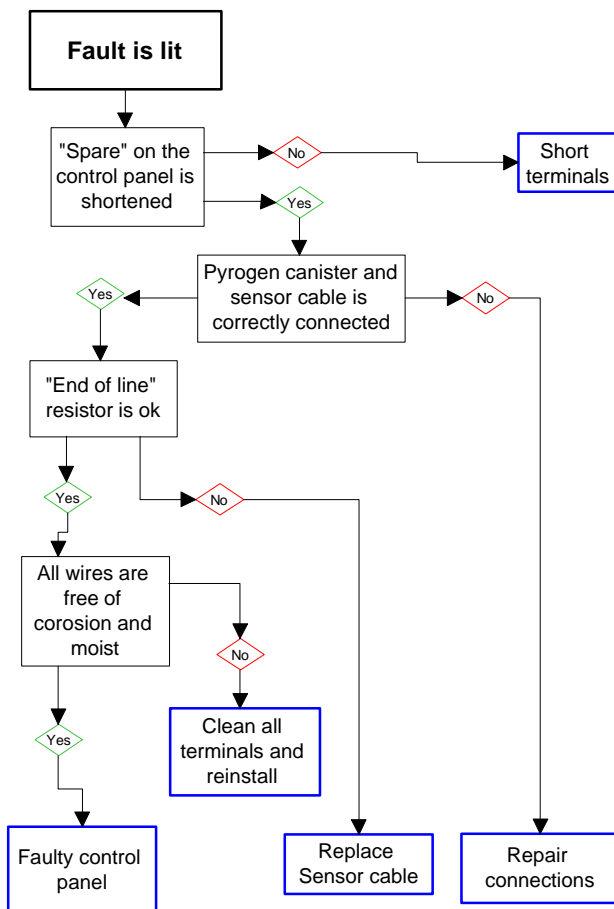 Fault is lit
"Spare" on the
control panel is
shortened
No
Short
terminals
Yes
Pyrogen canister and
sensor cable is
correctly connected
Yes
No
"End of line"
resistor is ok
Yes
No
All wires are
free of
corosion and
moist
No
Yes
Clean all
terminals and
reinstall
Faulty control
panel
Replace
Sensor cable
Repair
connections